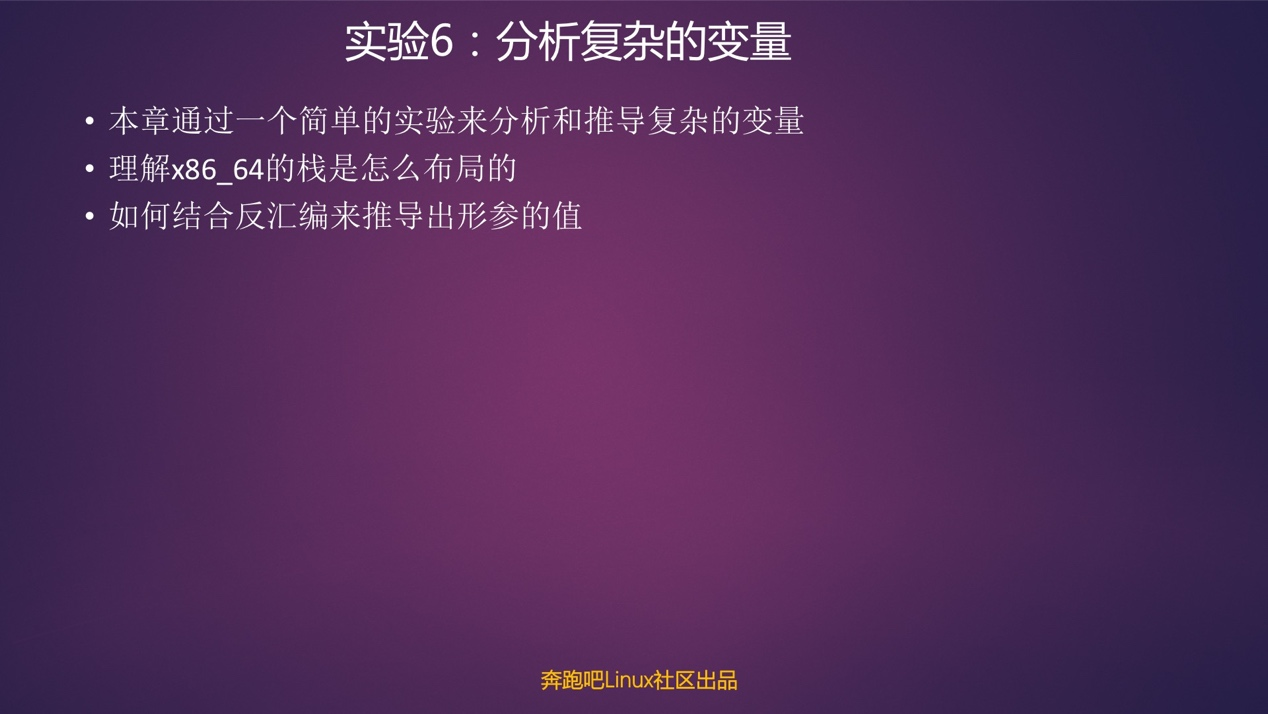 实验6：分析复杂的变量
• 本章通过一个简单的实验来分析和推导复杂的变量
• 理解x86_64的栈是怎么布局的
• 如何结合反汇编来推导出形参的值
奔跑吧Linux社区出品